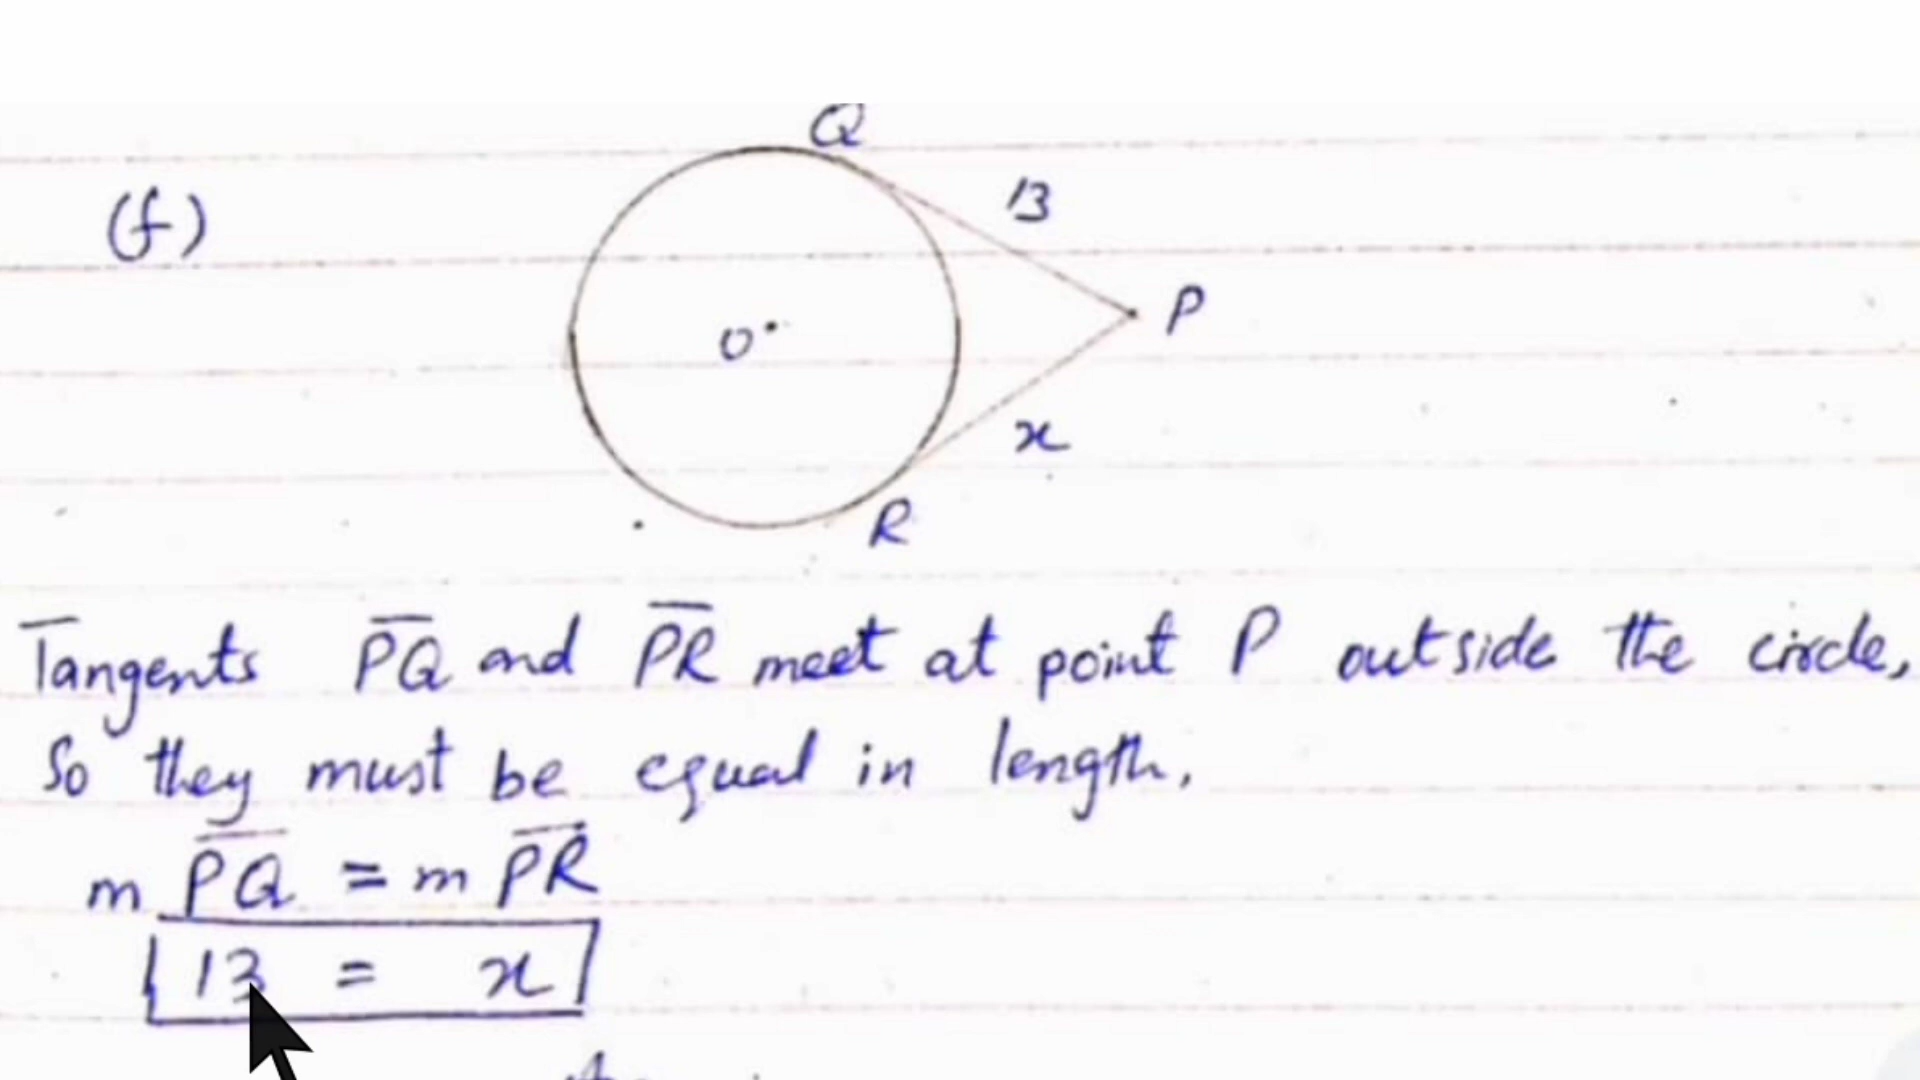 Q
(f)
13
O
P
x
R
Tangents PQ and PR meet at point P outside the circle,
So they must be equal in length.
m PQ = m PR
13 = x